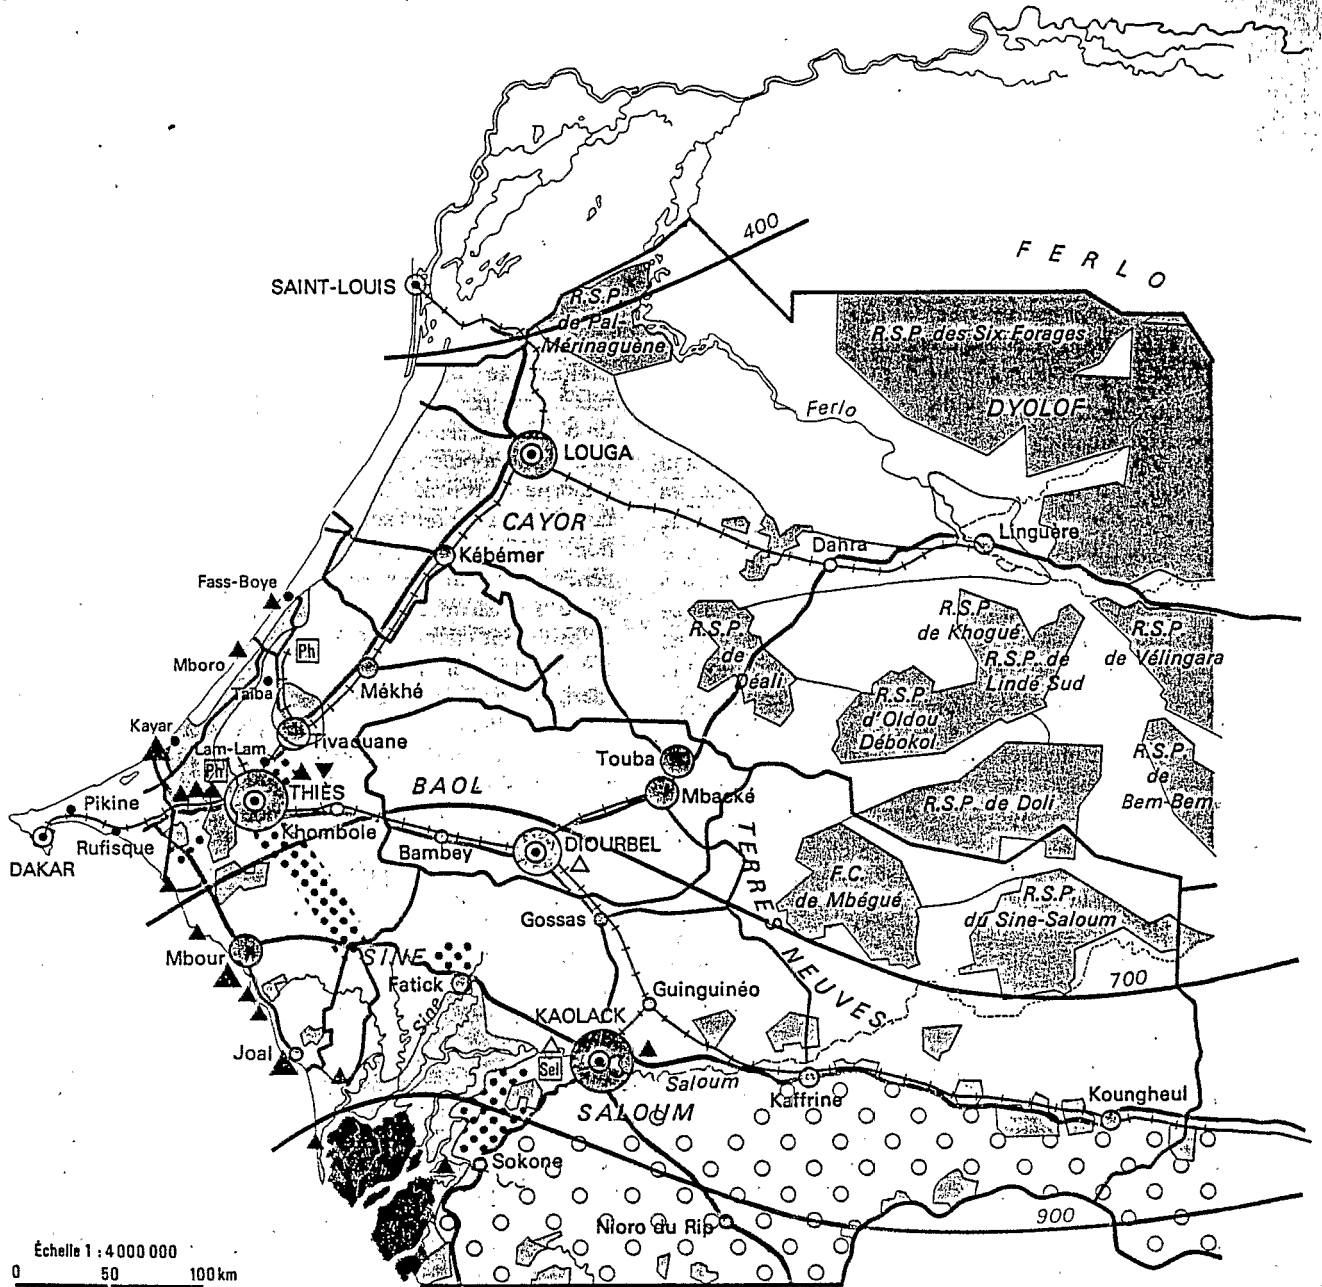 400
FERLO
SAINT-LOUIS
R.S.P.
de Pal-
Mérinaguène
R.S.P. des Six Forages
DYOLOF
Ferlo
LOUGA
CAYOR
Kébémer
Dahra
Linguère
Fass-Boye
Mboro
Ph
Taïba
Mékhé
R.S.P.
de
Déali
R.S.P.
de Khogué
R.S.P. de
Linde Sud
R.S.P.
de Vélingara
R.S.P.
d'Oldou
Débokol
Kayar
Lam-Lam
Tivaouane
Ph
Touba
R.S.P.
de
Bem-Bem
THIÈS
BAOL
Mbacké
R.S.P. de Doli
Pikine
Rufisque
DAKAR
Khombole
Bambey
DIOURBEL
TERRES NEUVES
F.C.
de Mbégué
R.S.P.
du Sine-Saloum
Gossas
Mbour
SINE
Fatick
Sine
700
Guinguinéo
KAOLACK
Joal
Sel
Saloum
Kaffrine
Koungheul
SALOUM
Sokone
Nioro du Rip
900
Échelle 1 : 4 000 000
0 50 100 km